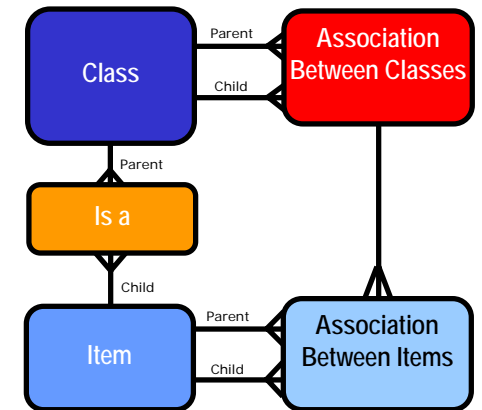 Class
Parent
Child
Association
Between Classes
Parent
Is a
Child
Item
Parent
Child
Association
Between Items